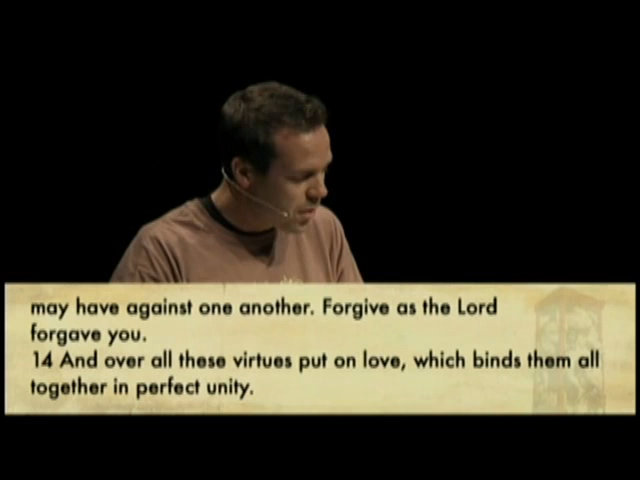 may have against one another. Forgive as the Lord
forgave you.
14 And over all these virtues put on love, which binds them all
together in perfect unity.